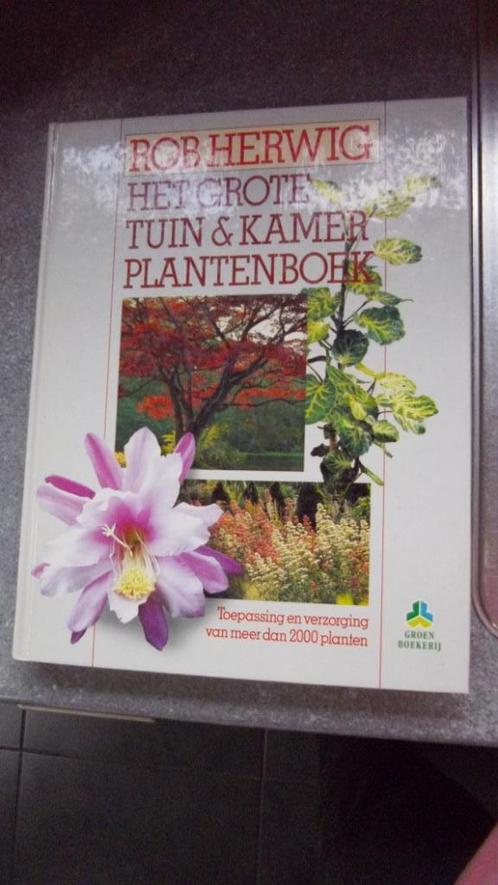 ROB HERWIG
HET GROTE
TUIN & KAMER
PLANTENBOEK
Toepassing en verzorging
van meer dan 2000 planten
GROEN
BOEKERIJ